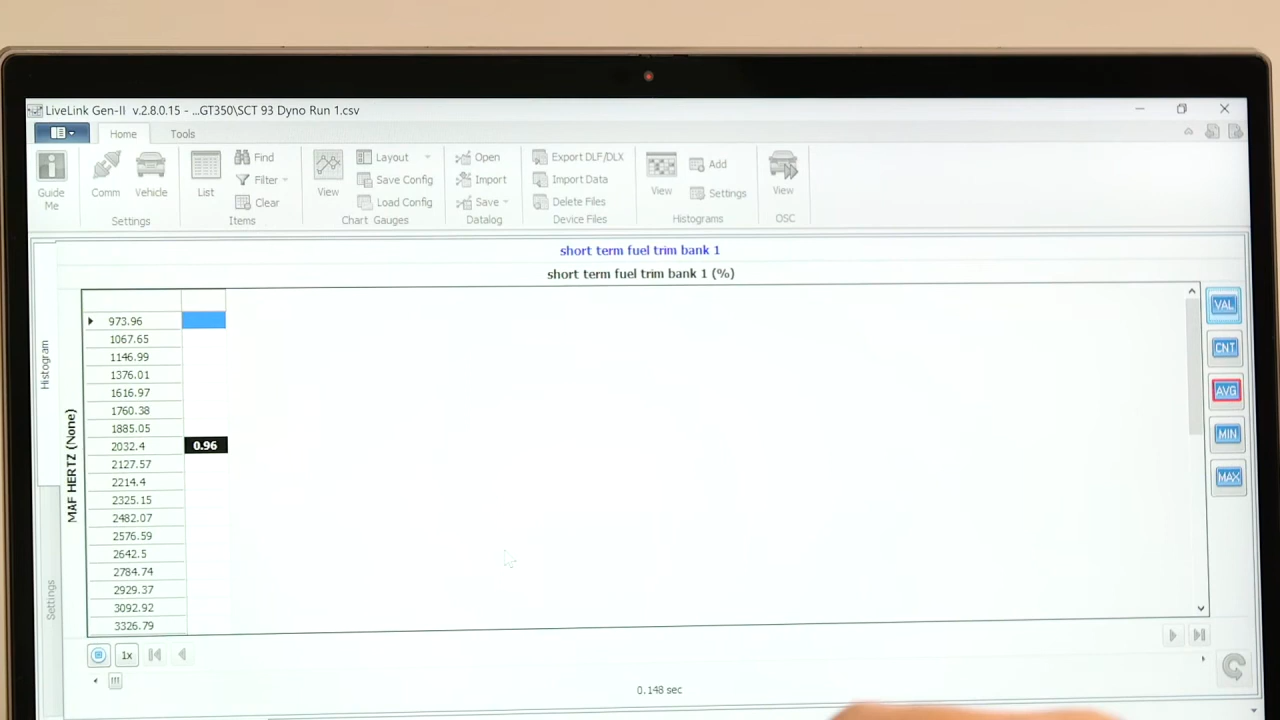 LiveLink Gen-II v.2.8.0.15 - ...GT350\SCT 93 Dyno Run 1.csv
Home Tools
Guide Me
Comm Vehicle
Settings
List
Find
Filter
Clear
Items
View
Layout
Save Config
Load Config
Chart Gauges
Open
Import
Save
Datalog
Export DLF/DLX
Import Data
Delete Files
Device Files
View
Add
Settings
Histograms
View
OSC
short term fuel trim bank 1
short term fuel trim bank 1 (%)
Histogram
Settings
MAF HERTZ (None)
973.96
1067.65
1146.99
1376.01
1616.97
1760.38
1885.05
2032.4 0.96
2127.57
2214.4
2325.15
2482.07
2576.59
2642.5
2784.74
2929.37
3092.92
3326.79
VAL
CNT
AVG
MIN
MAX
1x
0.148 sec